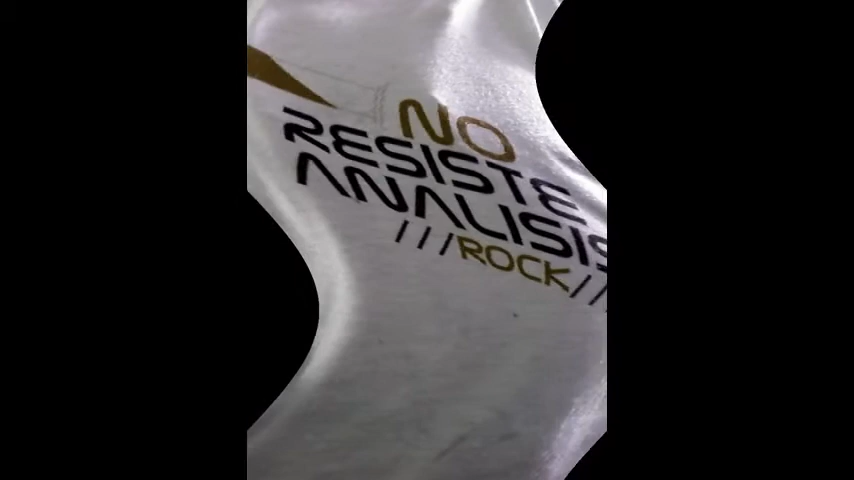 NO
RESISTE
ANALISIS
///ROCK//